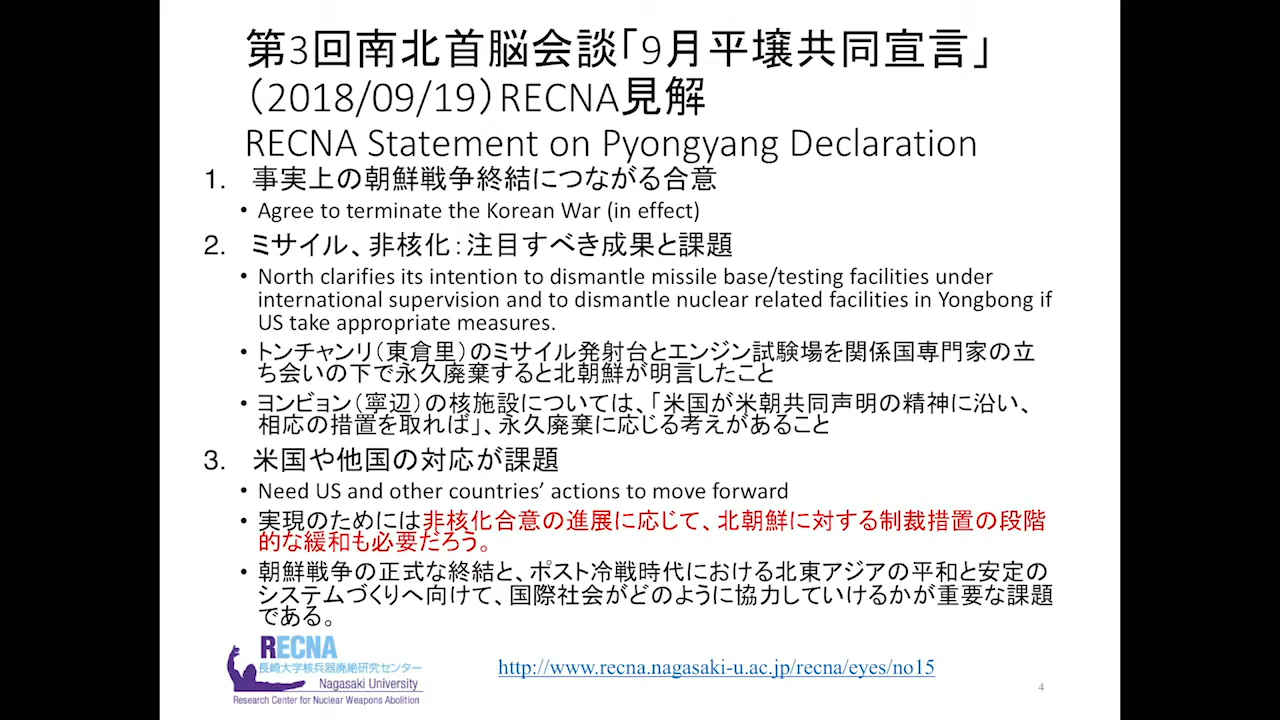 第3回南北首脳会談「9月平壌共同宣言」
（2018/09/19）RECNA見解
RECNA Statement on Pyongyang Declaration
1. 事実上の朝鮮戦争終結につながる合意
• Agree to terminate the Korean War (in effect)
2. ミサイル、非核化：注目すべき成果と課題
• North clarifies its intention to dismantle missile base/testing facilities under
international supervision and to dismantle nuclear related facilities in Yongbong if
US take appropriate measures.
• トンチャンリ（東倉里）のミサイル発射台とエンジン試験場を関係国専門家の立
ち会いの下で永久廃棄すると北朝鮮が明言したこと
• ヨンビョン（寧辺）の核施設については、「米国が米朝共同声明の精神に沿い、
相応の措置を取れば」、永久廃棄に応じる考えがあること
3. 米国や他国の対応が課題
• Need US and other countries’ actions to move forward
• 実現のためには非核化合意の進展に応じて、北朝鮮に対する制裁措置の段階
的な緩和も必要だろう。
• 朝鮮戦争の正式な終結と、ポスト冷戦時代における北東アジアの平和と安定の
システムづくりへ向けて、国際社会がどのように協力していけるかが重要な課題
である。
RECNA
長崎大学核兵器廃絶研究センター
Nagasaki University
Research Center for Nuclear Weapons Abolition
http://www.recna.nagasaki-u.ac.jp/recna/eyes/no15
4